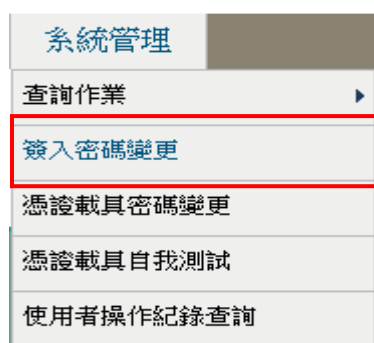 系統管理
查詢作業
簽入密碼變更
憑證載具密碼變更
憑證載具自我測試
使用者操作紀錄查詢